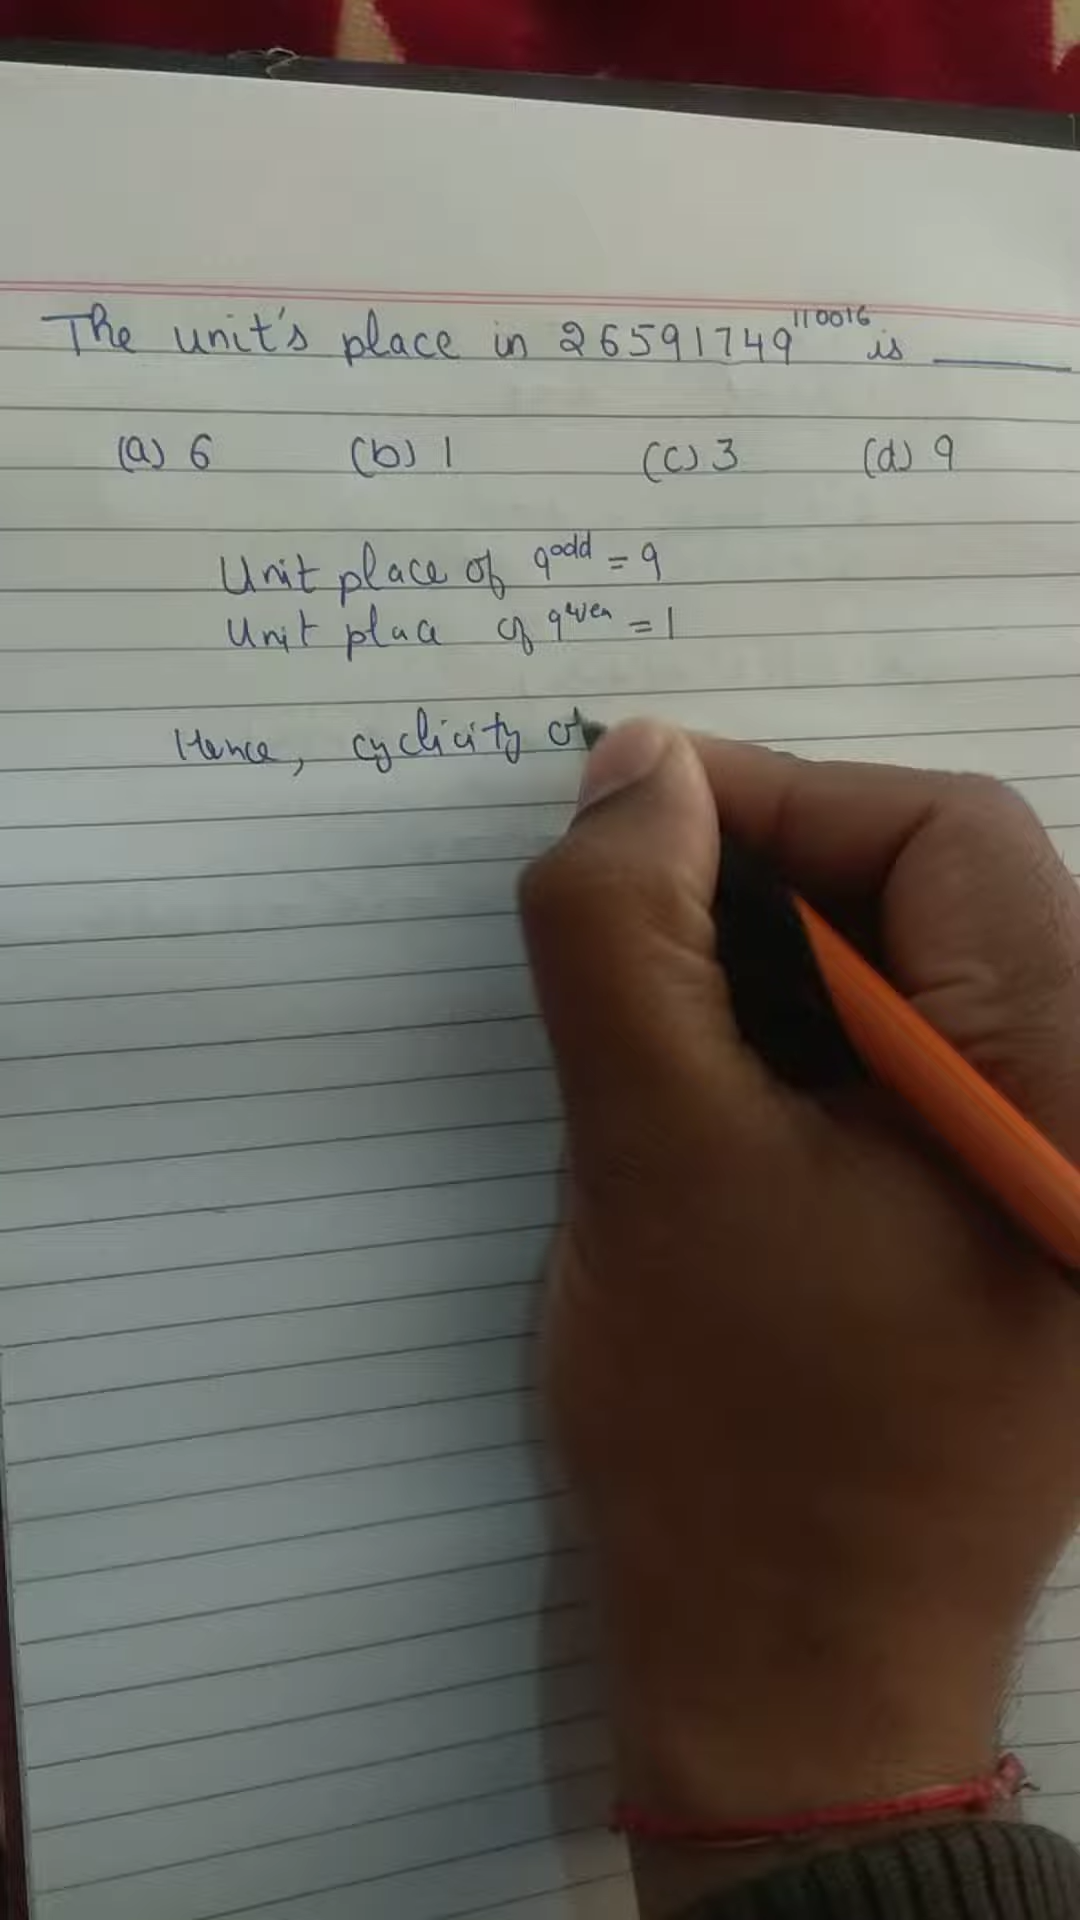 The unit's place in 26591749^110016 is ______
(a) 6 (b) 1 (c) 3 (d) 9
Unit place of 9^odd = 9
Unit place of 9^even = 1
Hence, cyclicity of